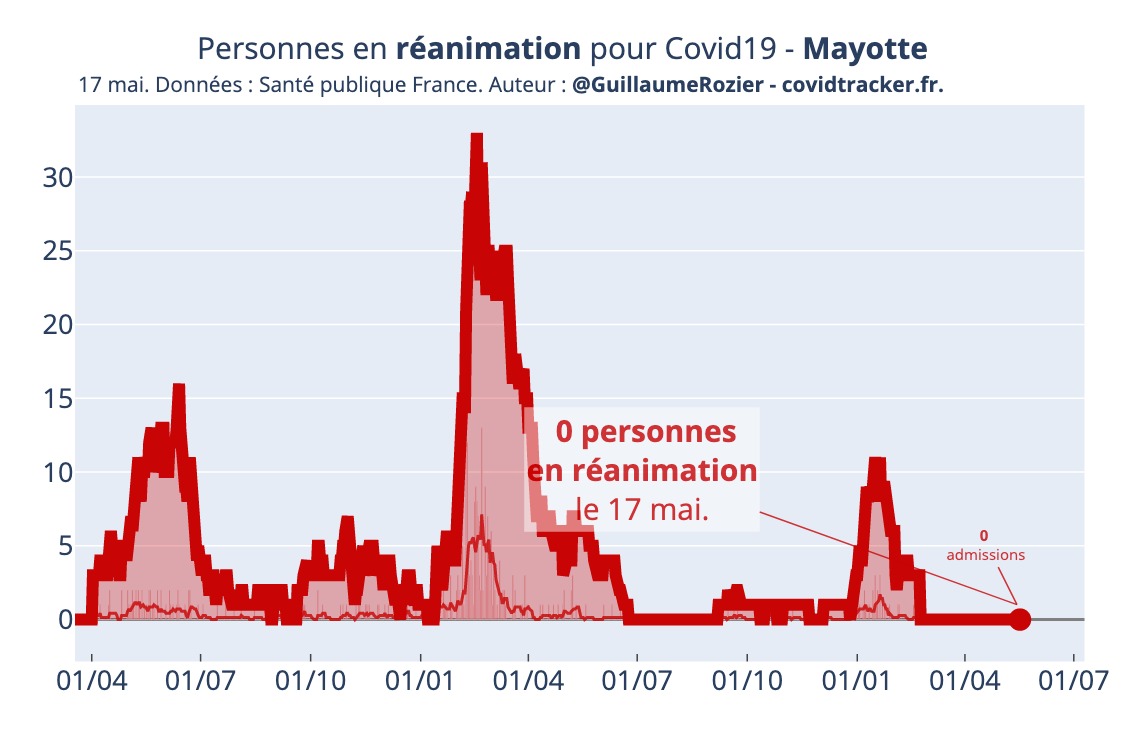 Personnes en réanimation pour Covid19 - Mayotte
17 mai. Données : Santé publique France. Auteur : @GuillaumeRozier - covidtracker.fr.
30
25
20
15
10
5
0
0 personnes
en réanimation
le 17 mai.
0
admissions
01/04 01/07 01/10 01/01 01/04 01/07 01/10 01/01 01/04 01/07